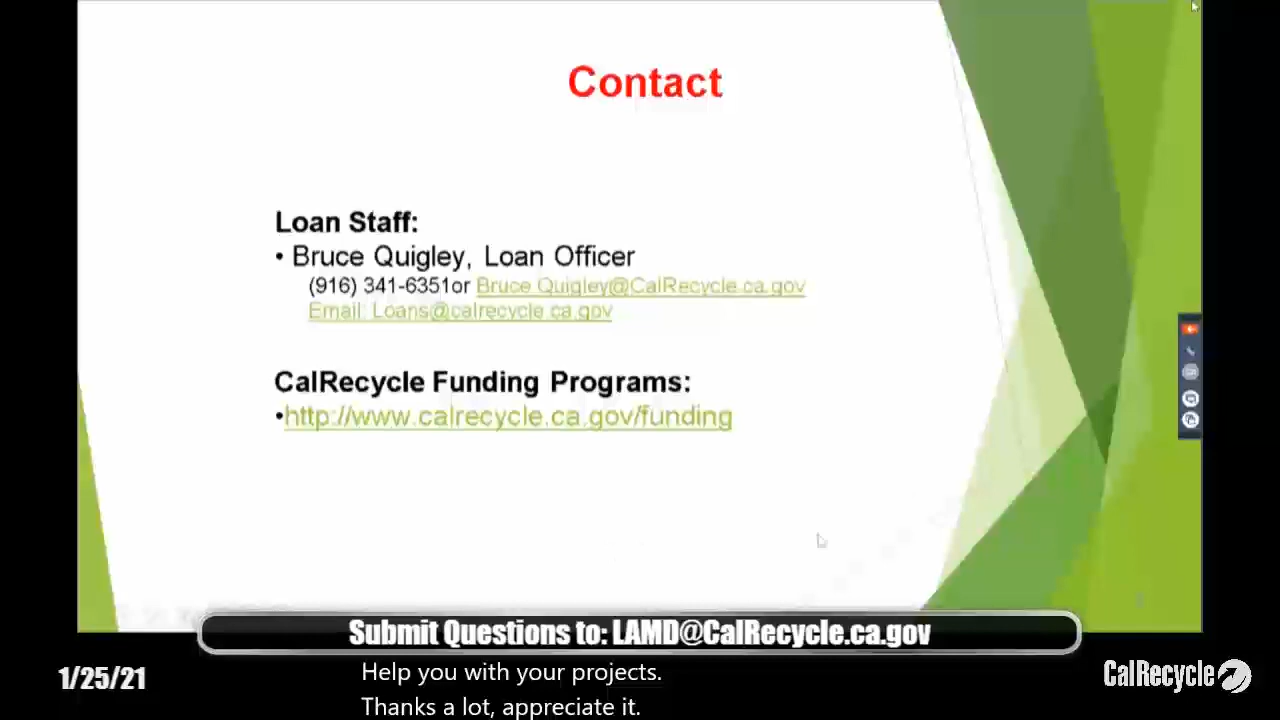 Contact
Loan Staff:
• Bruce Quigley, Loan Officer
(916) 341-6351or Bruce.Quigley@CalRecycle.ca.gov
Email: Loans@calrecycle.ca.gov
CalRecycle Funding Programs:
•http://www.calrecycle.ca.gov/funding
Submit Questions to: LAMD@CalRecycle.ca.gov
1/25/21
Help you with your projects.
Thanks a lot, appreciate it.
CalRecycle